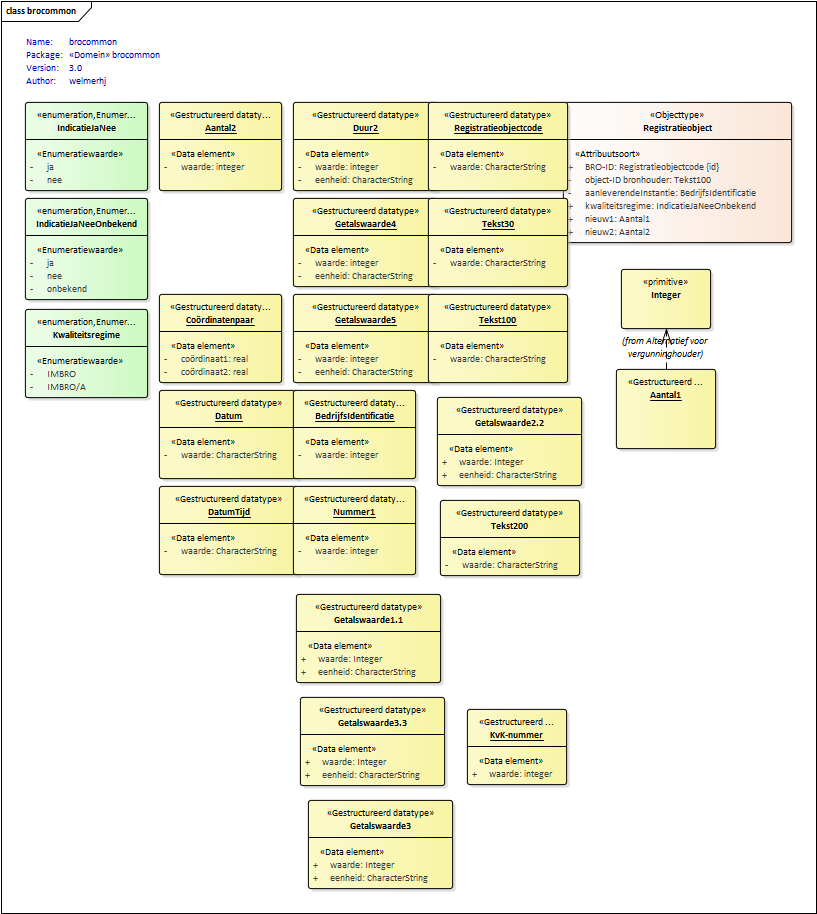 class brocommon
Name: brocommon
Package: «Domein» brocommon
Version: 3.0
Author: welmerhj
«enumeration,Enumer...
IndicatieJaNee
«Enumeratiewaarde»
- ja
- nee
«Gestructureerd dataty...
Aantal2
«Data element»
- waarde: integer
«Gestructureerd datatype»
Duur2
«Data element»
- waarde: integer
- eenheid: CharacterString
«Gestructureerd datatype»
Registratieobjectcode
«Data element»
- waarde: CharacterString
«Objecttype»
Registratieobject
«Attribuutsoort»
+ BRO-ID: Registratieobjectcode {id}
- object-ID bronhouder: Tekst100
- aanleverendeInstantie: BedrijfsIdentificatie
+ kwaliteitsregime: IndicatieJaNeeOnbekend
+ nieuw1: Aantal1
+ nieuw2: Aantal2
«enumeration,Enumer...
IndicatieJaNeeOnbekend
«Enumeratiewaarde»
- ja
- nee
- onbekend
«Gestructureerd datatype»
Getalswaarde4
«Data element»
- waarde: integer
- eenheid: CharacterString
«Gestructureerd datatype»
Tekst30
«Data element»
- waarde: CharacterString
«primitive»
Integer
(from Alternatief voor
vergunninghouder)
«enumeration,Enumer...
Kwaliteitsregime
«Enumeratiewaarde»
- IMBRO
- IMBRO/A
«Gestructureerd dataty...
Coördinatenpaar
«Data element»
- coördinaat1: real
- coördinaat2: real
«Gestructureerd datatype»
Getalswaarde5
«Data element»
- waarde: integer
- eenheid: CharacterString
«Gestructureerd datatype»
Tekst100
«Data element»
- waarde: CharacterString
«Gestructureerd ...
Aantal1
«Gestructureerd datatype»
Datum
«Data element»
- waarde: CharacterString
«Gestructureerd dataty...
BedrijfsIdentificatie
«Data element»
- waarde: integer
«Gestructureerd datatype»
Getalswaarde2.2
«Data element»
+ waarde: Integer
+ eenheid: CharacterString
«Gestructureerd datatype»
DatumTijd
«Data element»
- waarde: CharacterString
«Gestructureerd dataty...
Nummer1
«Data element»
- waarde: integer
«Gestructureerd datatype»
Tekst200
«Data element»
- waarde: CharacterString
«Gestructureerd datatype»
Getalswaarde1.1
«Data element»
+ waarde: Integer
+ eenheid: CharacterString
«Gestructureerd datatype»
Getalswaarde3.3
«Data element»
+ waarde: Integer
+ eenheid: CharacterString
«Gestructureerd ...
KvK-nummer
«Data element»
+ waarde: integer
«Gestructureerd datatype»
Getalswaarde3
«Data element»
+ waarde: Integer
+ eenheid: CharacterString